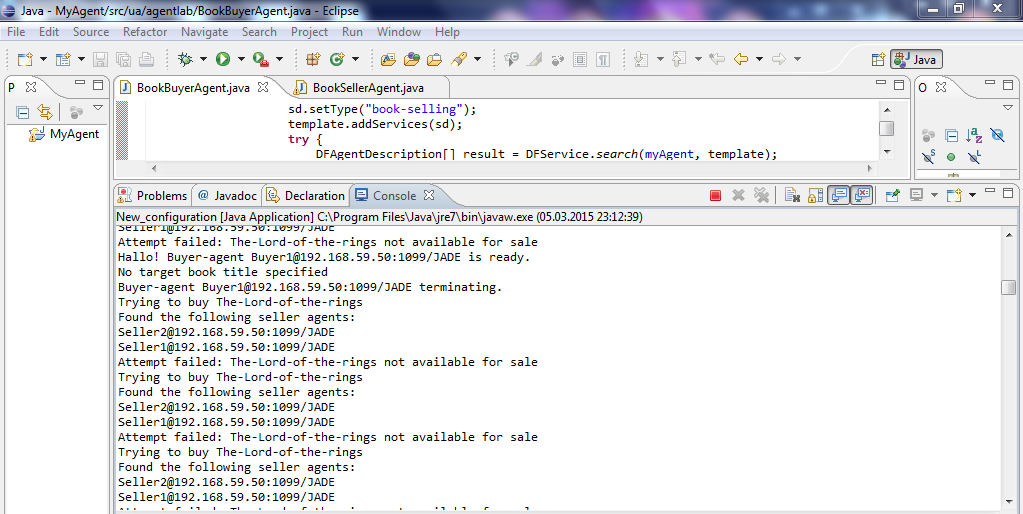 Java - MyAgent/src/ua/agentlab/BookBuyerAgent.java - Eclipse
File Edit Source Refactor Navigate Search Project Run Window Help
Java
P
BookBuyerAgent.java
BookSellerAgent.java
O
MyAgent
sd.setType("book-selling");
template.addServices(sd);
try {
DFAgentDescription[] result = DFService.search(myAgent, template);
Problems @ Javadoc Declaration Console
New_configuration [Java Application] C:\Program Files\Java\jre7\bin\javaw.exe (05.03.2015 23:12:39)
Seller1@192.168.59.50:1099/JADE
Attempt failed: The-Lord-of-the-rings not available for sale
Hallo! Buyer-agent Buyer1@192.168.59.50:1099/JADE is ready.
No target book title specified
Buyer-agent Buyer1@192.168.59.50:1099/JADE terminating.
Trying to buy The-Lord-of-the-rings
Found the following seller agents:
Seller2@192.168.59.50:1099/JADE
Seller1@192.168.59.50:1099/JADE
Attempt failed: The-Lord-of-the-rings not available for sale
Trying to buy The-Lord-of-the-rings
Found the following seller agents:
Seller2@192.168.59.50:1099/JADE
Seller1@192.168.59.50:1099/JADE
Attempt failed: The-Lord-of-the-rings not available for sale
Trying to buy The-Lord-of-the-rings
Found the following seller agents:
Seller2@192.168.59.50:1099/JADE
Seller1@192.168.59.50:1099/JADE